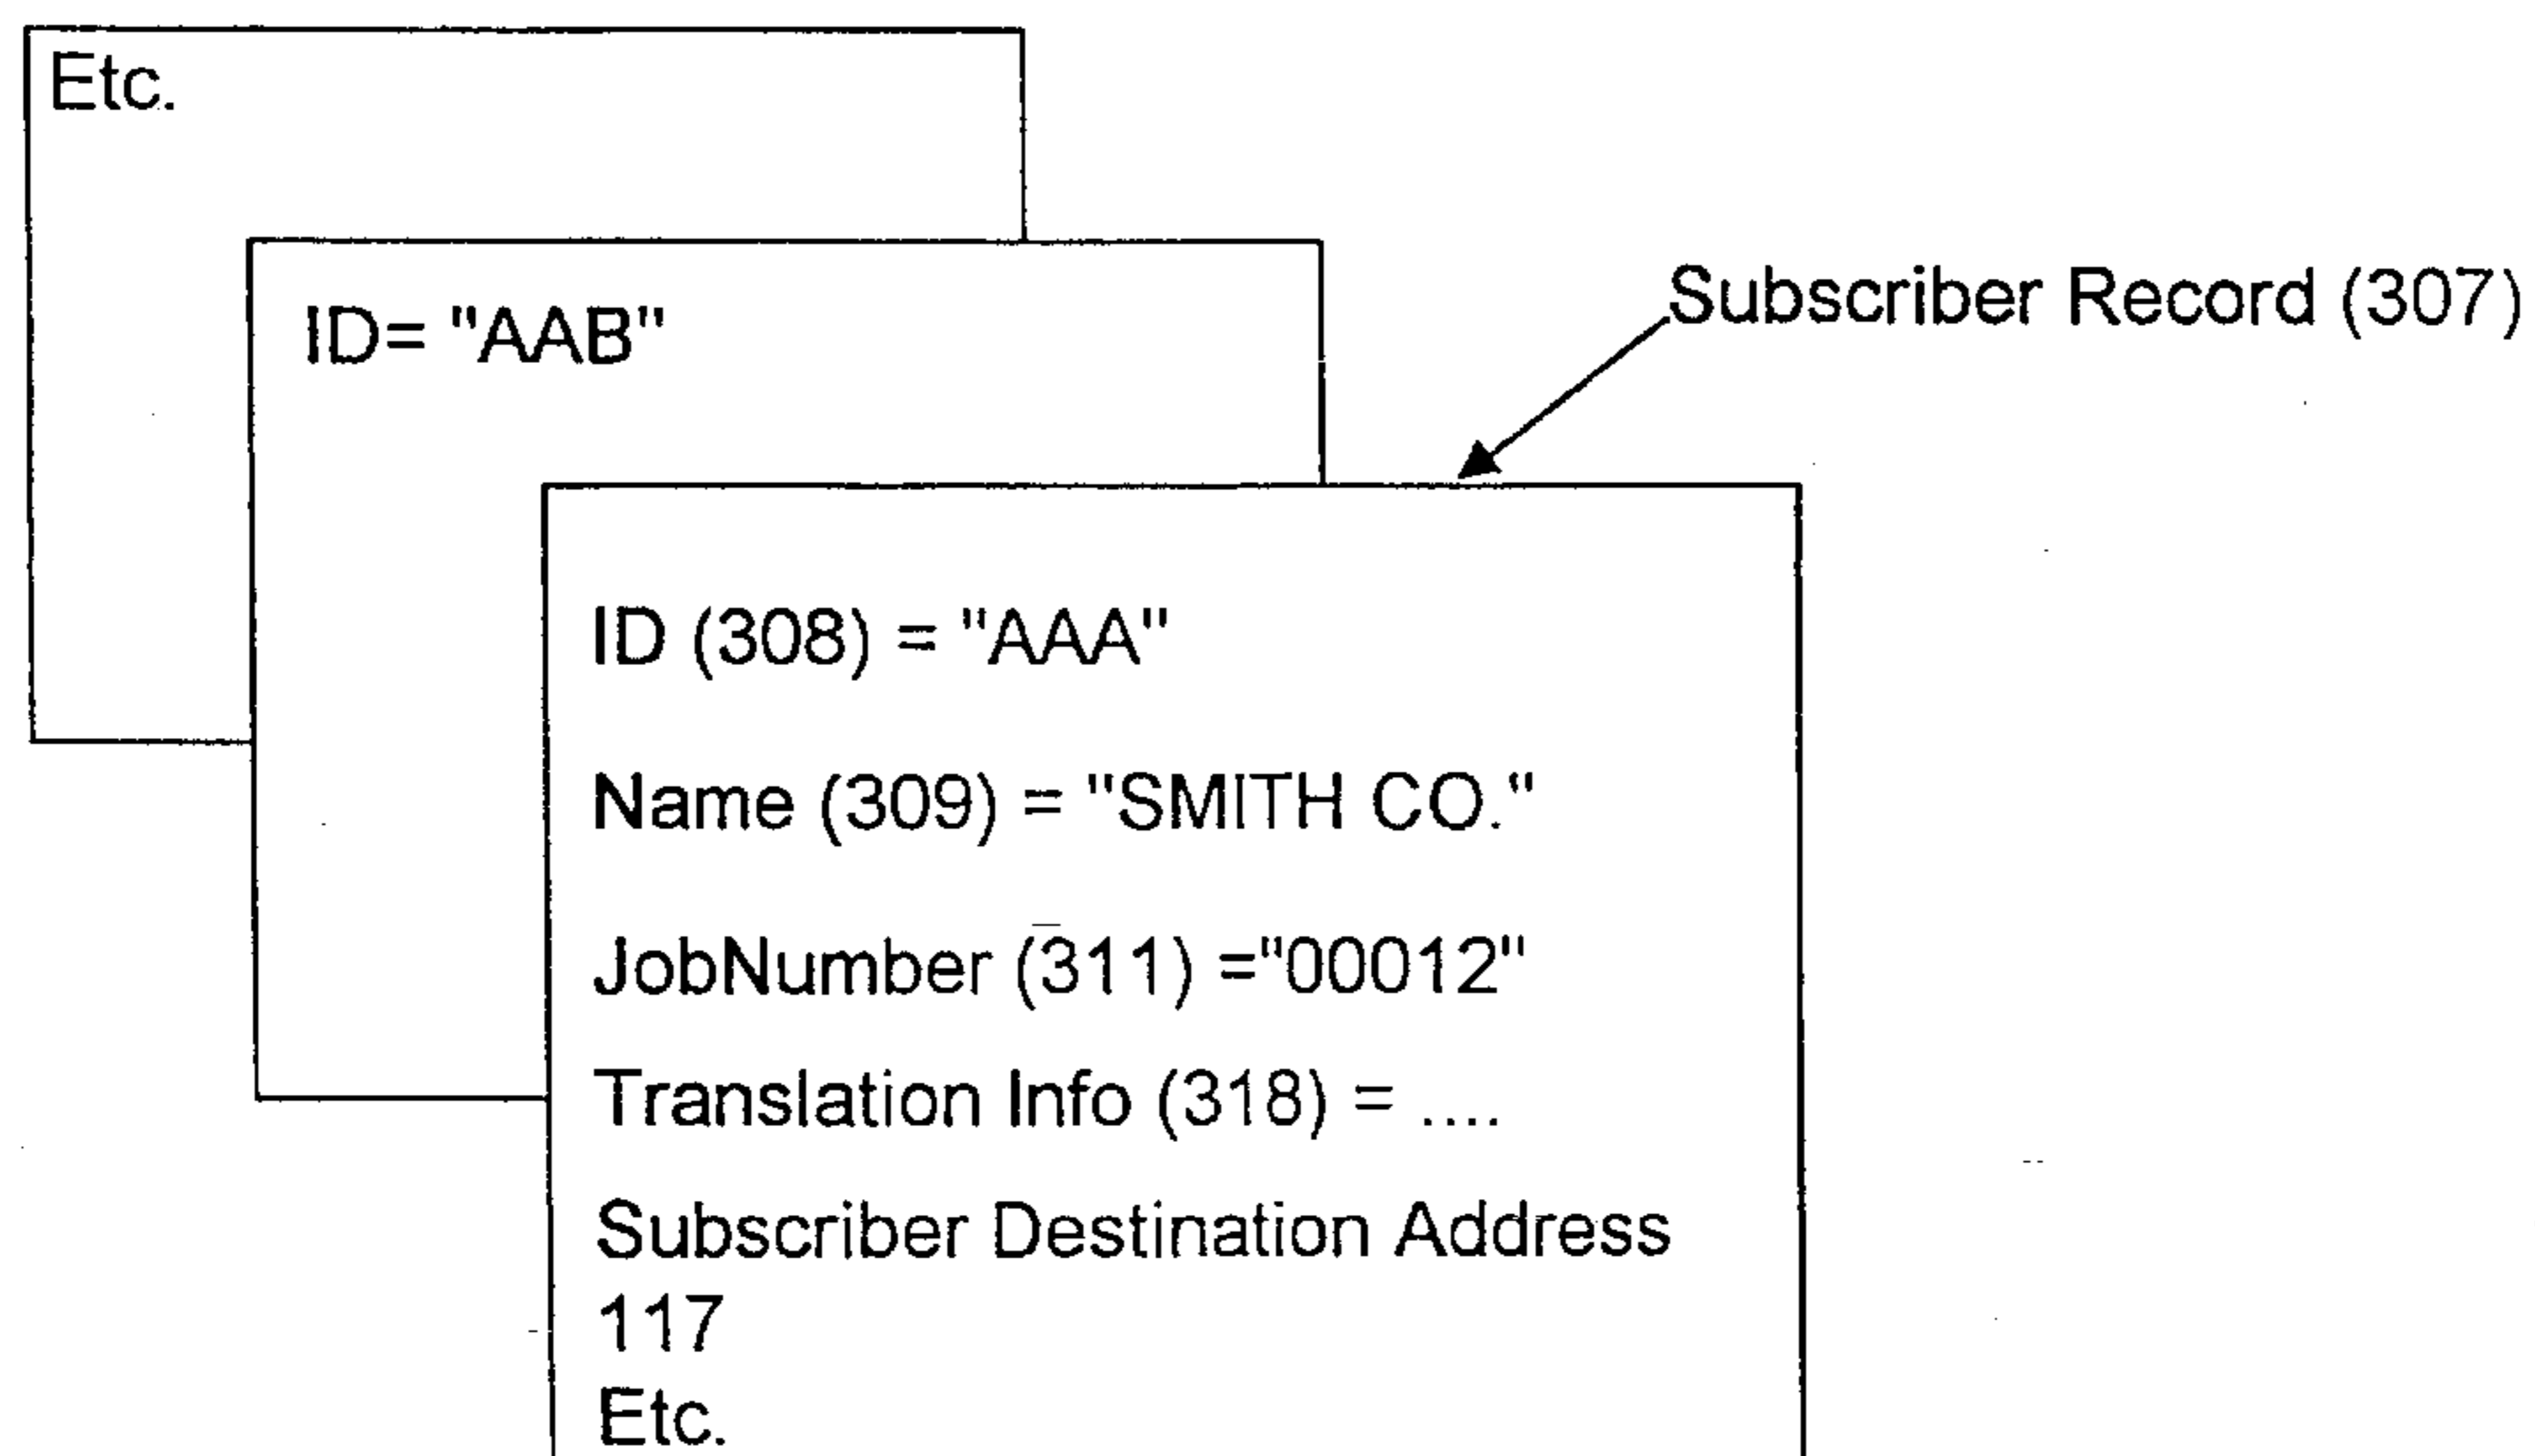 Etc.
ID= "AAB"
Subscriber Record (307)
ID (308) = "AAA"
Name (309) = "SMITH CO."
JobNumber (311) ="00012"
Translation Info (318) = ....
Subscriber Destination Address
117
Etc.